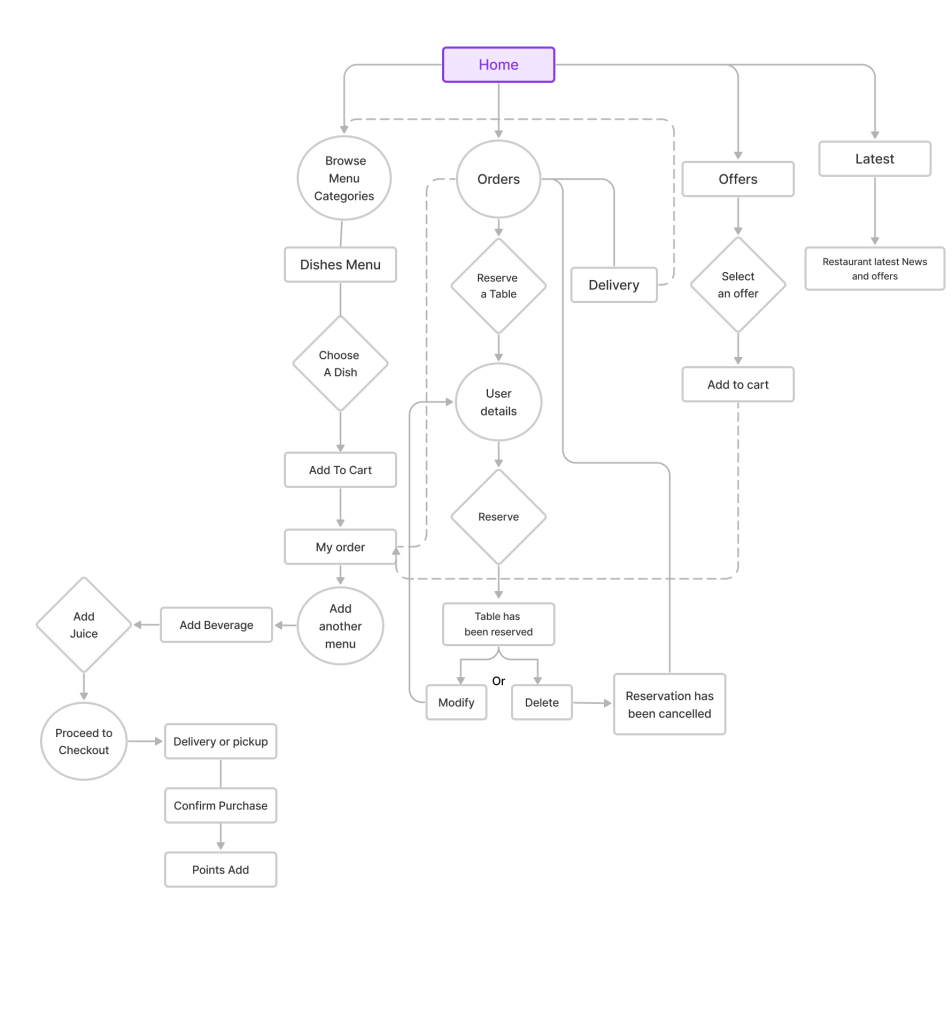 Home
Browse
Menu
Categories
Orders
Offers
Latest
Dishes Menu
Reserve
a Table
Delivery
Select
an offer
Restaurant latest News
and offers
Choose
A Dish
User
details
Add to cart
Add To Cart
Reserve
My order
Add
Juice
Add Beverage
Add
another
menu
Table has
been reserved
Or
Modify
Delete
Reservation has
been cancelled
Proceed to
Checkout
Delivery or pickup
Confirm Purchase
Points Add